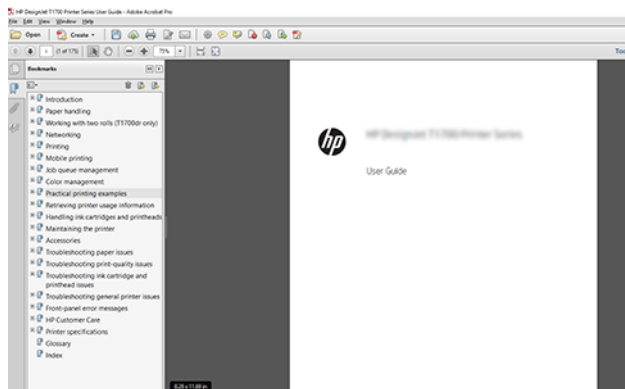 HP DesignJet T1700 Printer Series User Guide - Adobe Acrobat Pro
File Edit View Window Help
Open Create
1 (1 of 175) 75% Too
Bookmarks
Introduction
Paper handling
Working with two rolls (T1700dr only)
Networking
Printing
Mobile printing
Job queue management
Color management
Practical printing examples
Retrieving printer usage information
Handling ink cartridges and printheads
Maintaining the printer
Accessories
Troubleshooting paper issues
Troubleshooting print-quality issues
Troubleshooting ink cartridge and
printhead issues
Troubleshooting general printer issues
Front-panel error messages
HP Customer Care
Printer specifications
Glossary
Index
hp
HP DesignJet T1700 Printer Series
User Guide
8.26 x 11.69 in